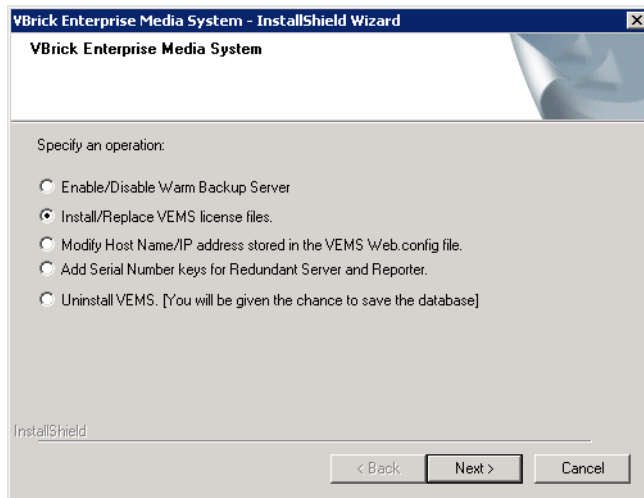 VBrick Enterprise Media System - InstallShield Wizard
VBrick Enterprise Media System
Specify an operation:
Enable/Disable Warm Backup Server
Install/Replace VEMS license files.
Modify Host Name/IP address stored in the VEMS Web.config file.
Add Serial Number keys for Redundant Server and Reporter.
Uninstall VEMS. [You will be given the chance to save the database]
InstallShield
< Back Next > Cancel